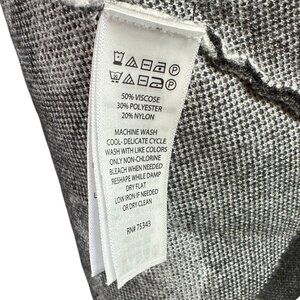 50% VISCOSE
30% POLYESTER
20% NYLON
MACHINE WASH
COOL-DELICATE CYCLE
WASH WITH LIKE COLORS
ONLY NON-CHLORINE
BLEACH WHEN NEEDED
RESHAPE WHILE DAMP
DRY FLAT
LOW IRON IF NEEDED
OR DRY CLEAN
RN# 75343